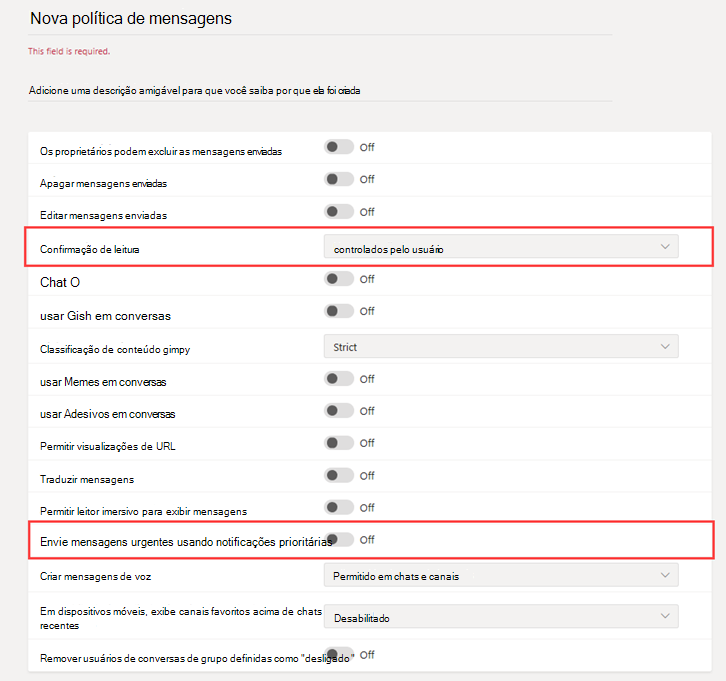 Nova política de mensagens
This field is required.
Adicione uma descrição amigável para que você saiba por que ela foi criada
Os proprietários podem excluir as mensagens enviadas Off
Apagar mensagens enviadas Off
Editar mensagens enviadas Off
Confirmação de leitura controlados pelo usuário
Chat O Off
usar Gish em conversas Off
Classificação de conteúdo gimpy Strict
usar Memes em conversas Off
usar Adesivos em conversas Off
Permitir visualizações de URL Off
Traduzir mensagens Off
Permitir leitor imersivo para exibir mensagens Off
Envie mensagens urgentes usando notificações prioritárias Off
Criar mensagens de voz Permitido em chats e canais
Em dispositivos móveis, exibe canais favoritos acima de chats
recentes Desabilitado
Remover usuários de conversas de grupo definidas como "desligado " Off